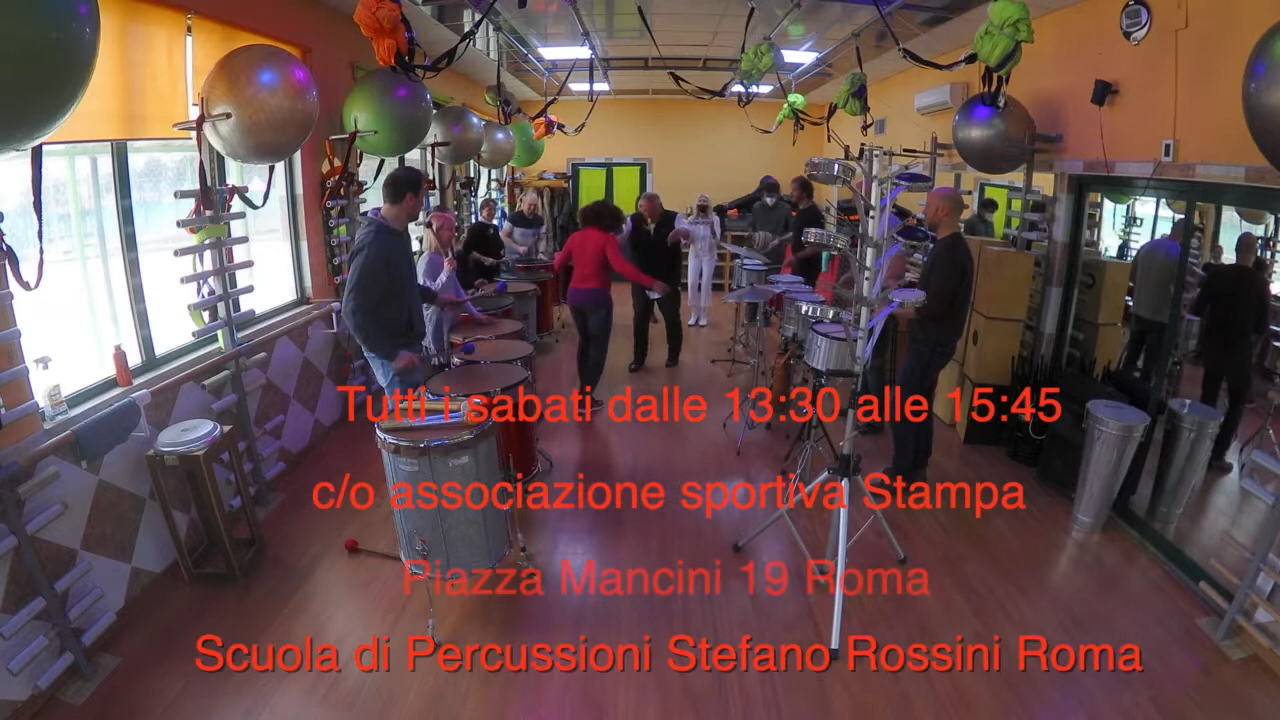 Tutti i sabati dalle 13:30 alle 15:45
c/o associazione sportiva Stampa
Piazza Mancini 19 Roma
Scuola di Percussioni Stefano Rossini Roma